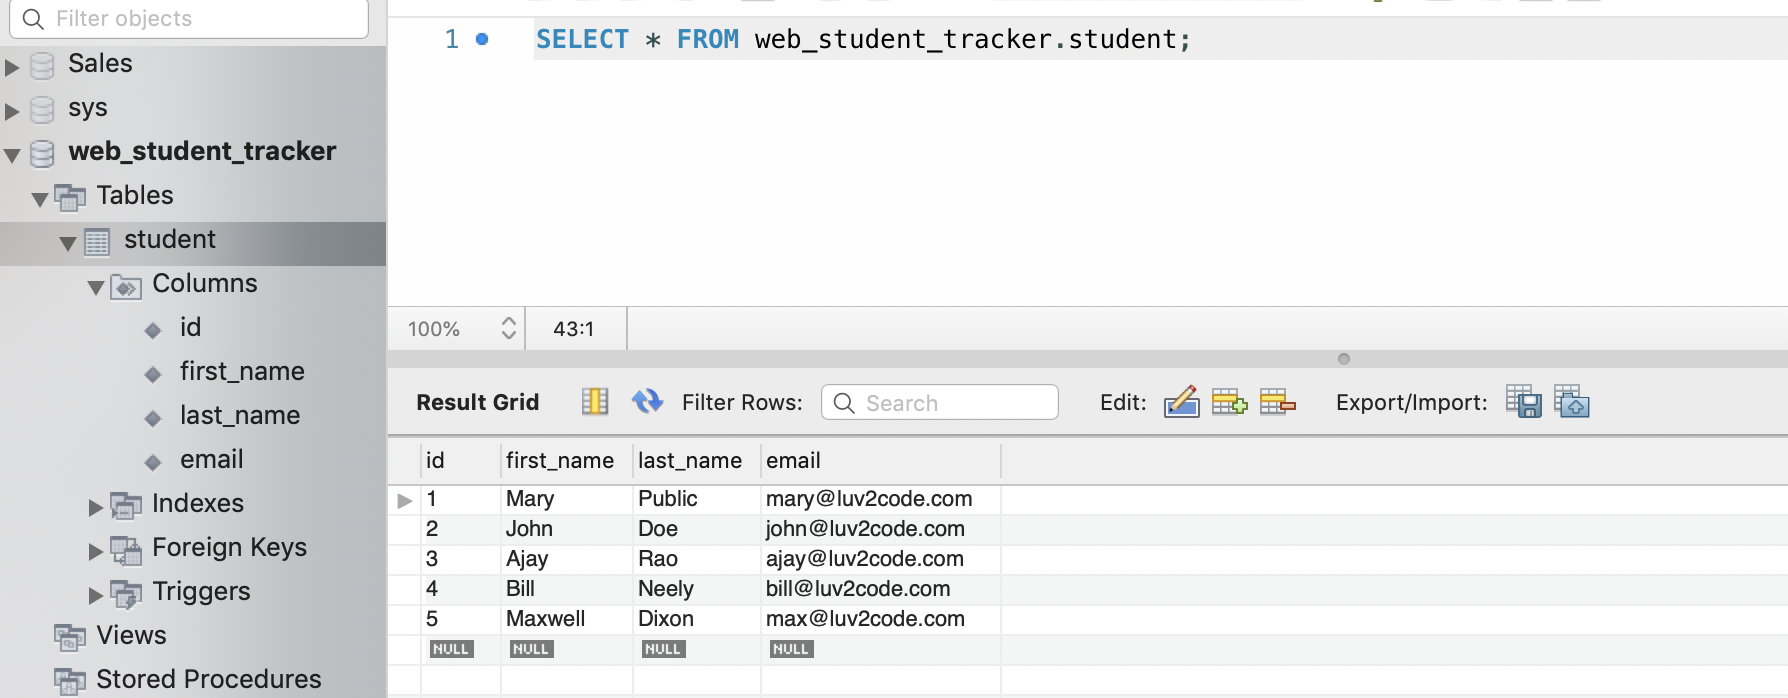 Filter objects
Sales
sys
web_student_tracker
Tables
student
Columns
id
first_name
last_name
email
Indexes
Foreign Keys
Triggers
Views
Stored Procedures
1 SELECT * FROM web_student_tracker.student;
100% 43:1
Result Grid Filter Rows: Search Edit: Export/Import:
id first_name last_name email
1 Mary Public mary@luv2code.com
2 John Doe john@luv2code.com
3 Ajay Rao ajay@luv2code.com
4 Bill Neely bill@luv2code.com
5 Maxwell Dixon max@luv2code.com
NULL NULL NULL NULL